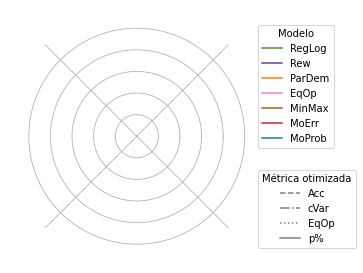 Modelo
RegLog
Rew
ParDem
EqOp
MinMax
MoErr
MoProb
Métrica otimizada
Acc
cVar
EqOp
p%